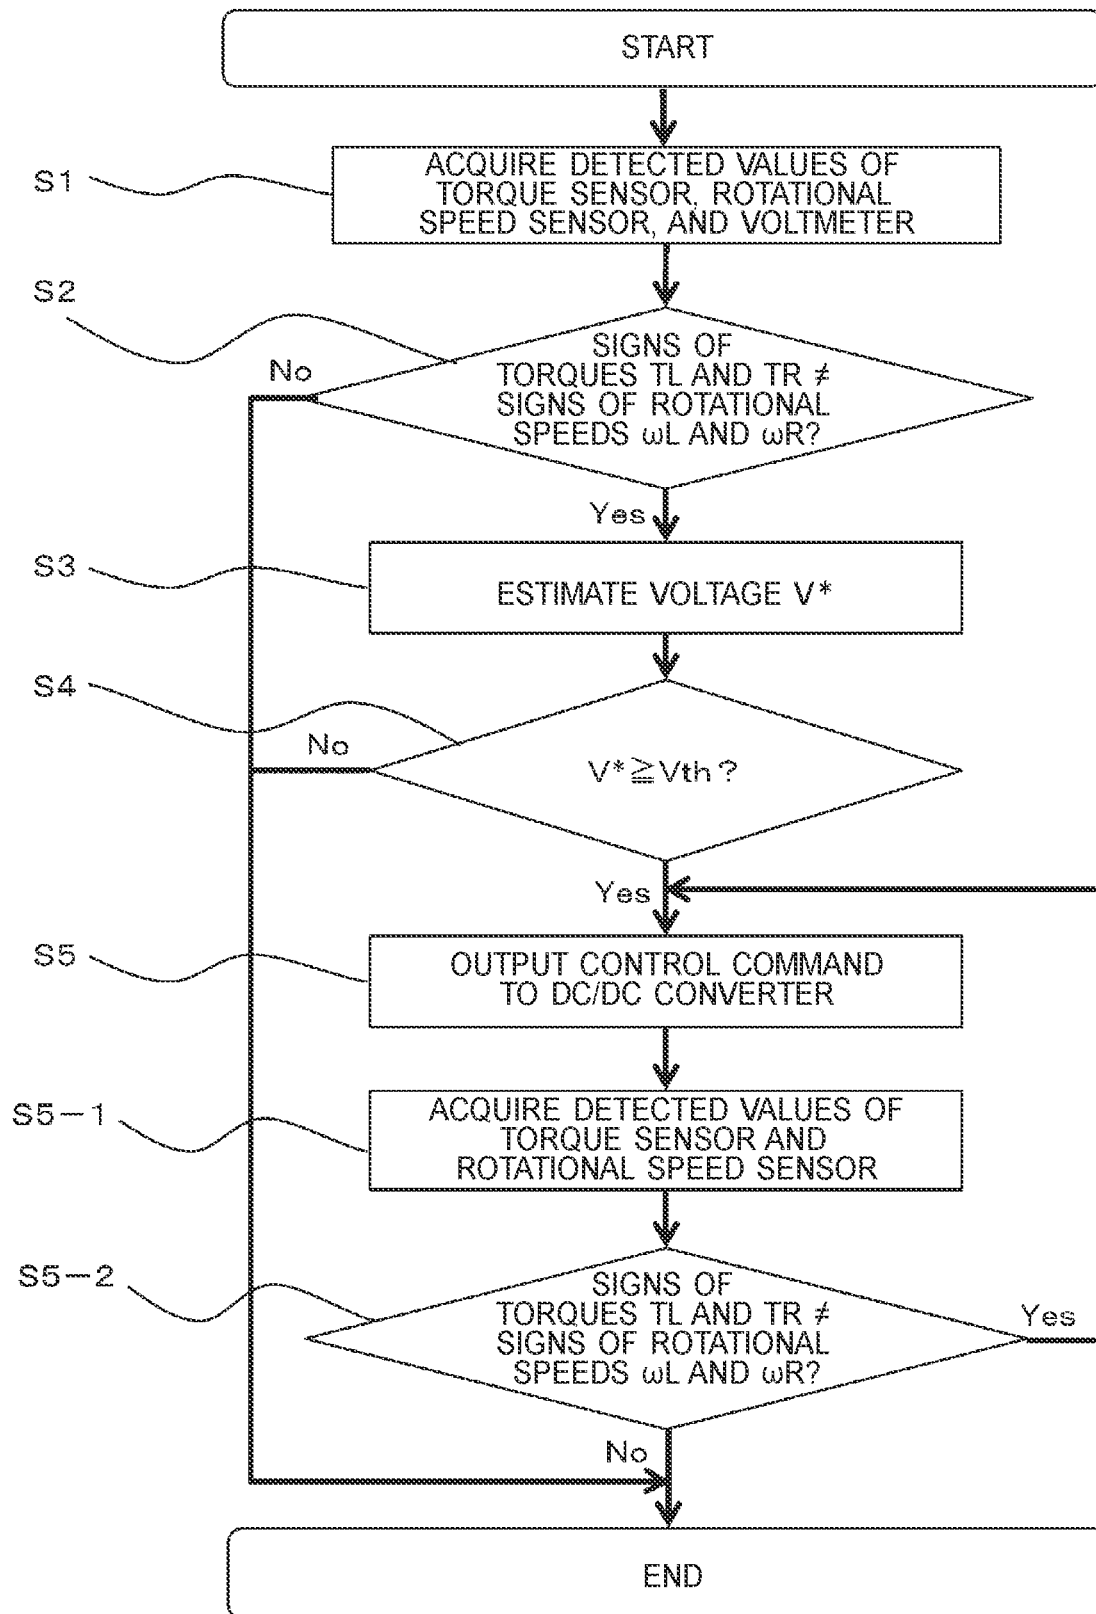 START
S1
ACQUIRE DETECTED VALUES OF
TORQUE SENSOR, ROTATIONAL
SPEED SENSOR, AND VOLTMETER
S2
SIGNS OF
TORQUES TL AND TR ≠
SIGNS OF ROTATIONAL
SPEEDS ωL AND ωR?
No
Yes
S3
ESTIMATE VOLTAGE V*
S4
No
V*≧Vth?
Yes
S5
OUTPUT CONTROL COMMAND
TO DC/DC CONVERTER
S5-1
ACQUIRE DETECTED VALUES OF
TORQUE SENSOR AND
ROTATIONAL SPEED SENSOR
S5-2
SIGNS OF
TORQUES TL AND TR ≠
SIGNS OF ROTATIONAL
SPEEDS ωL AND ωR?
Yes
No
END